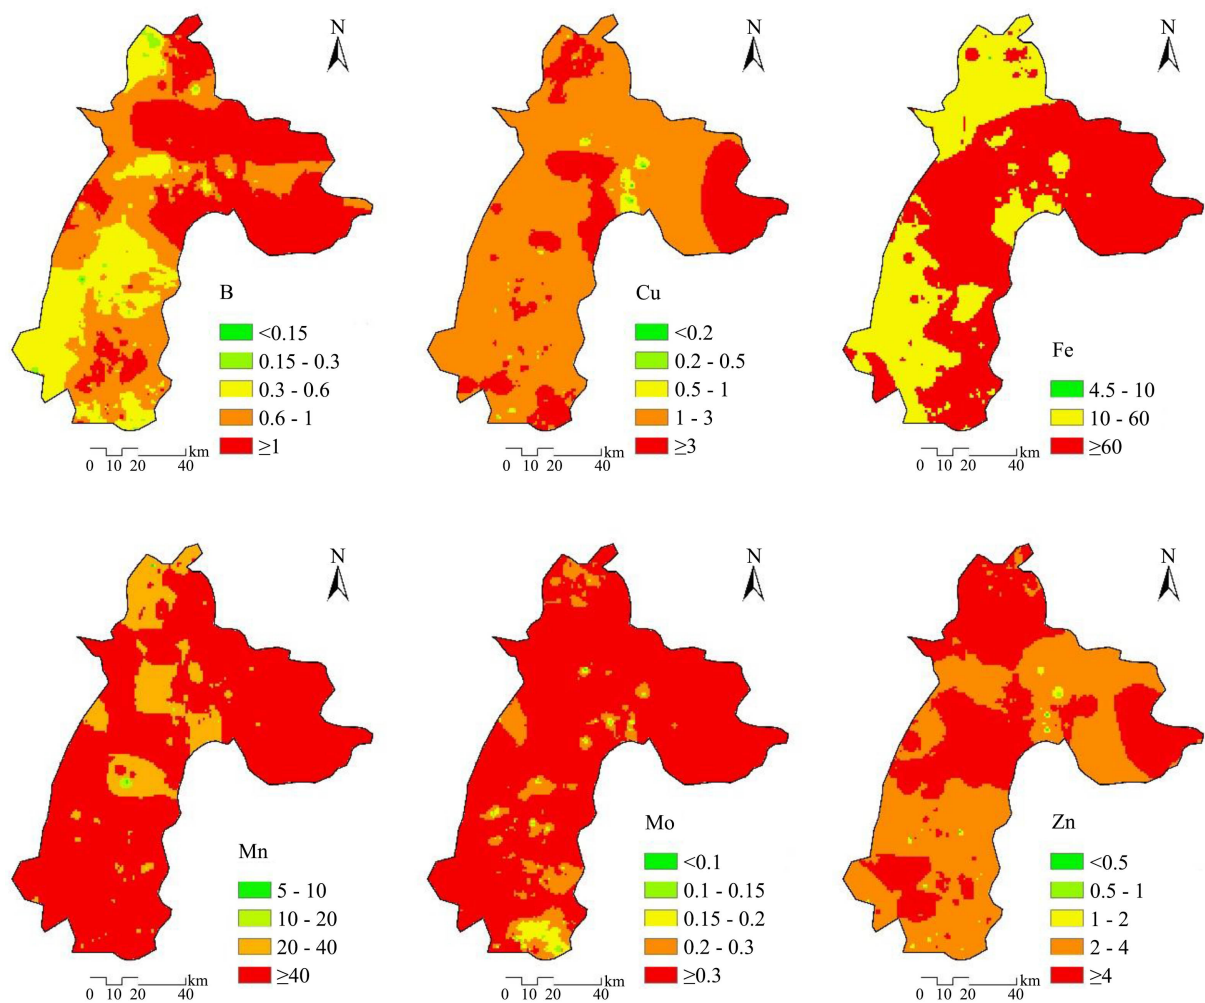 N
B
<0.15
0.15 - 0.3
0.3 - 0.6
0.6 - 1
≥1
km
0 10 20 40
N
Cu
<0.2
0.2 - 0.5
0.5 - 1
1 - 3
≥3
km
0 10 20 40
N
Fe
4.5 - 10
10 - 60
≥60
km
0 10 20 40
N
Mn
5 - 10
10 - 20
20 - 40
≥40
km
0 10 20 40
N
Mo
<0.1
0.1 - 0.15
0.15 - 0.2
0.2 - 0.3
≥0.3
km
0 10 20 40
N
Zn
<0.5
0.5 - 1
1 - 2
2 - 4
≥4
km
0 10 20 40